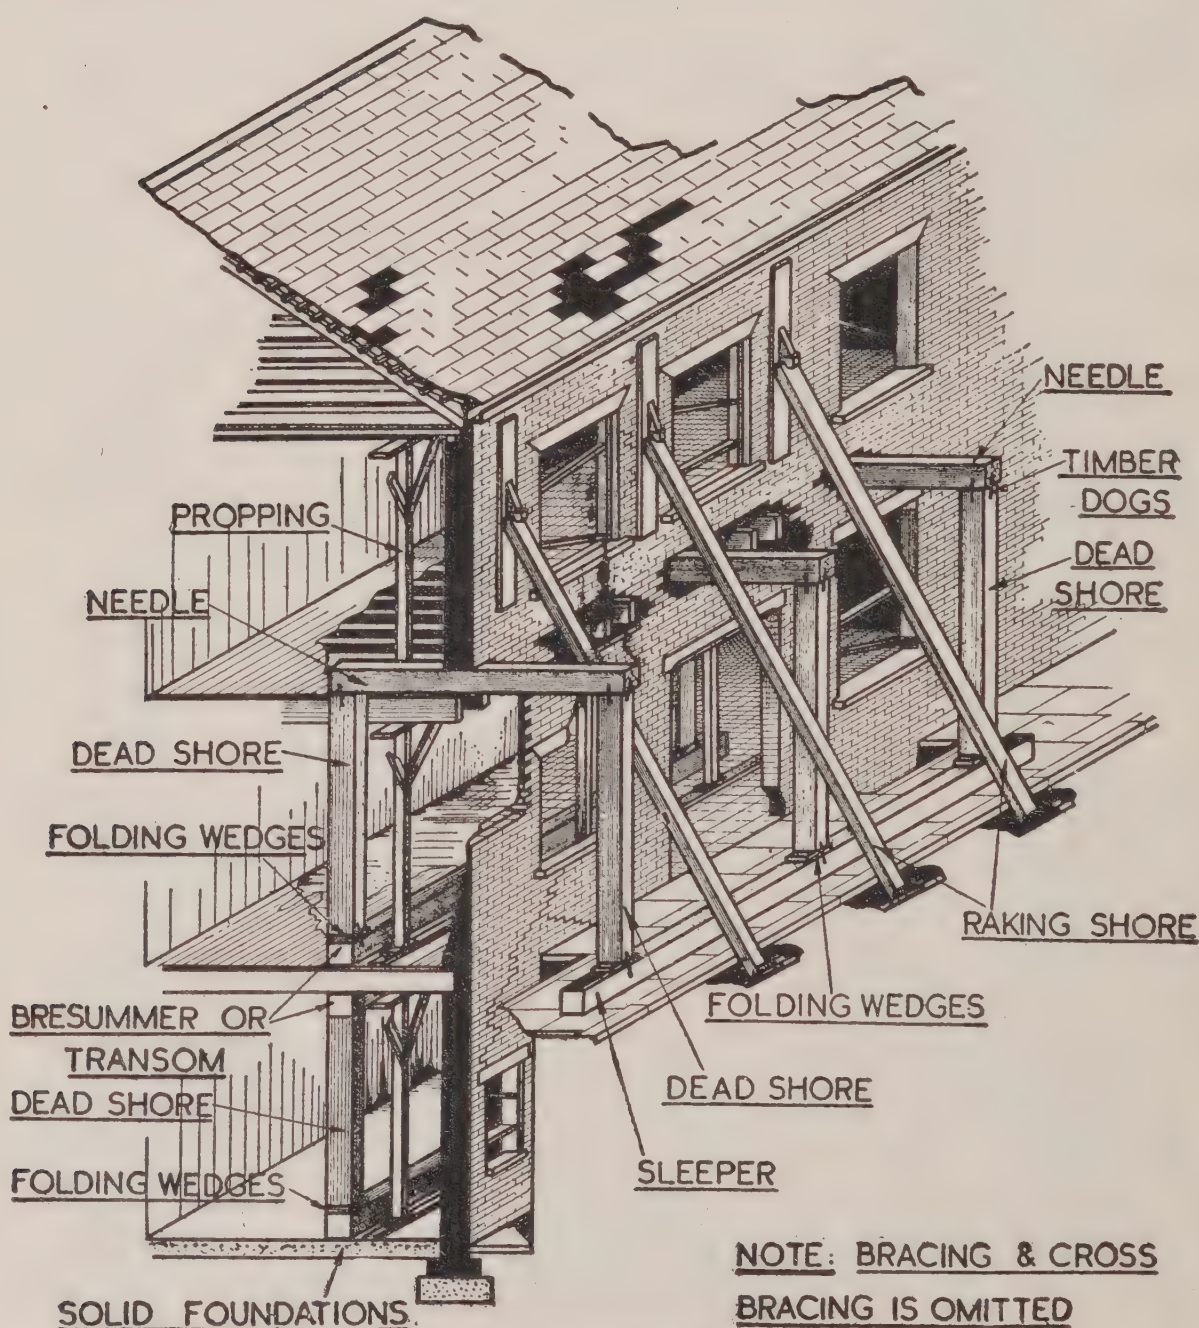 NEEDLE
TIMBER
DOGS
PROPPING
DEAD
SHORE
NEEDLE
DEAD SHORE
FOLDING WEDGES
RAKING SHORE
FOLDING WEDGES
BRESUMMER OR
TRANSOM
DEAD SHORE
DEAD SHORE
SLEEPER
FOLDING WEDGES
NOTE: BRACING & CROSS
BRACING IS OMITTED
SOLID FOUNDATIONS.